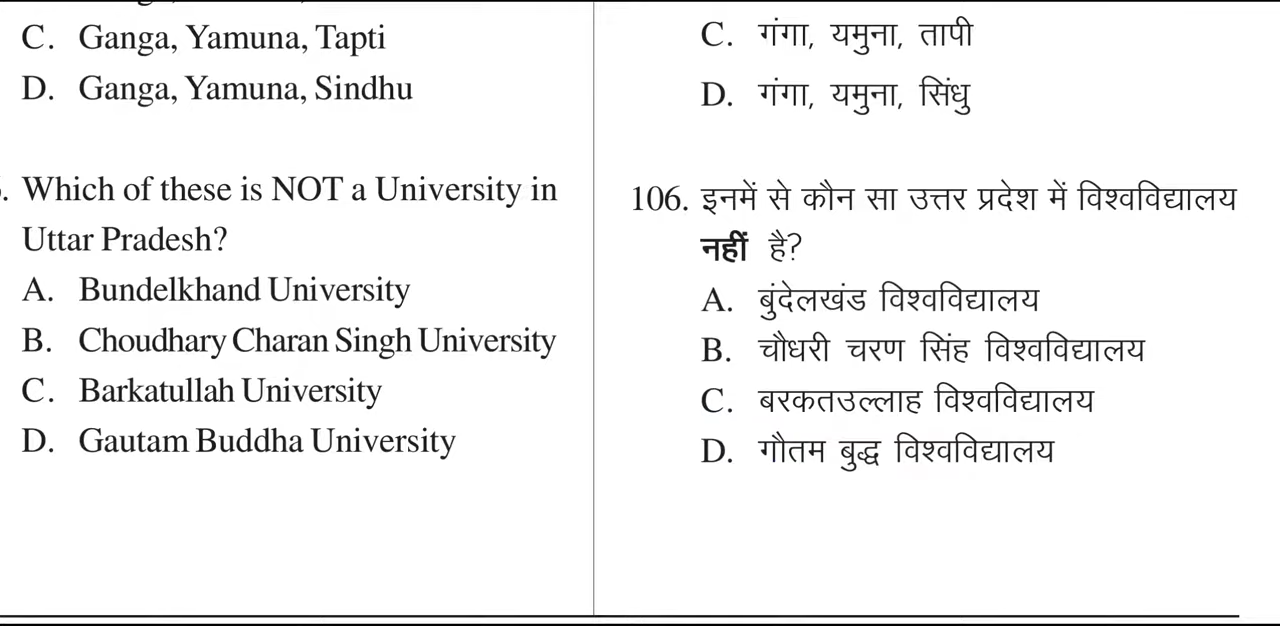 C. Ganga, Yamuna, Tapti
D. Ganga, Yamuna, Sindhu
. Which of these is NOT a University in
Uttar Pradesh?
A. Bundelkhand University
B. Choudhary Charan Singh University
C. Barkatullah University
D. Gautam Buddha University
C. गंगा, यमुना, तापी
D. गंगा, यमुना, सिंधु
106. इनमें से कौन सा उत्तर प्रदेश में विश्वविद्यालय
नहीं है?
A. बुंदेलखंड विश्वविद्यालय
B. चौधरी चरण सिंह विश्वविद्यालय
C. बरकतउल्लाह विश्वविद्यालय
D. गौतम बुद्ध विश्वविद्यालय